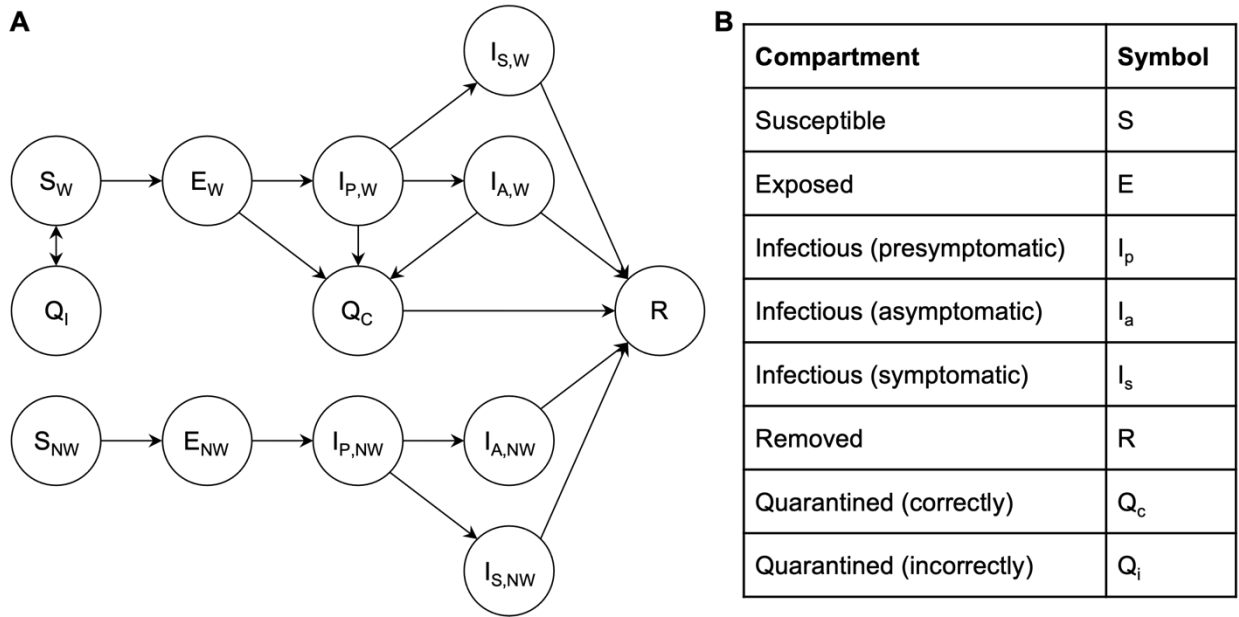 A
I_S,W
S_W
E_W
I_P,W
I_A,W
Q_I
Q_C
R
S_NW
E_NW
I_P,NW
I_A,NW
I_S,NW
B
Compartment Symbol
Susceptible S
Exposed E
Infectious (presymptomatic) I_p
Infectious (asymptomatic) I_a
Infectious (symptomatic) I_s
Removed R
Quarantined (correctly) Q_c
Quarantined (incorrectly) Q_i